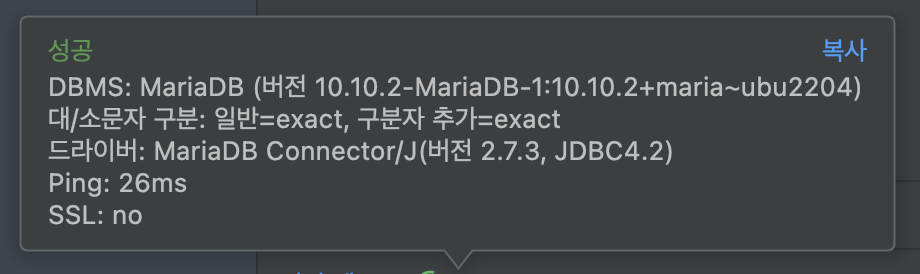 성공 복사
DBMS: MariaDB (버전 10.10.2-MariaDB-1:10.10.2+maria~ubu2204)
대/소문자 구분: 일반=exact, 구분자 추가=exact
드라이버: MariaDB Connector/J(버전 2.7.3, JDBC4.2)
Ping: 26ms
SSL: no